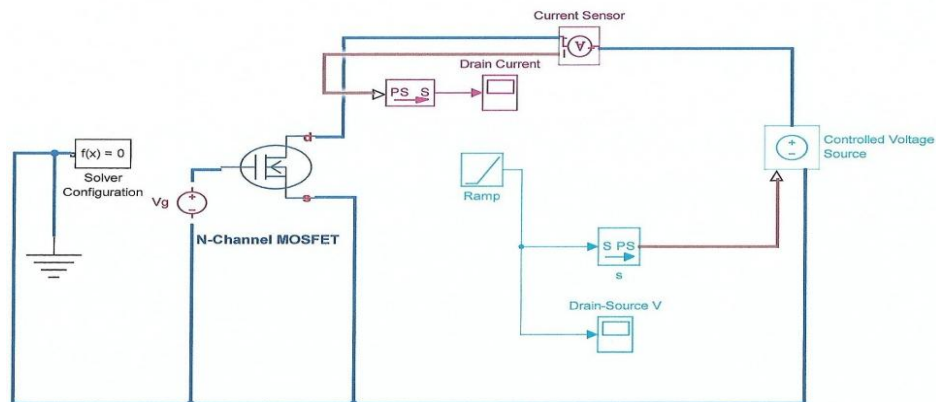 Current Sensor
A
I
Drain Current
PS S
d
f(x) = 0
Solver
Configuration
Controlled Voltage
Source
Ramp
Vg
s
N-Channel MOSFET
S PS
s
Drain-Source V